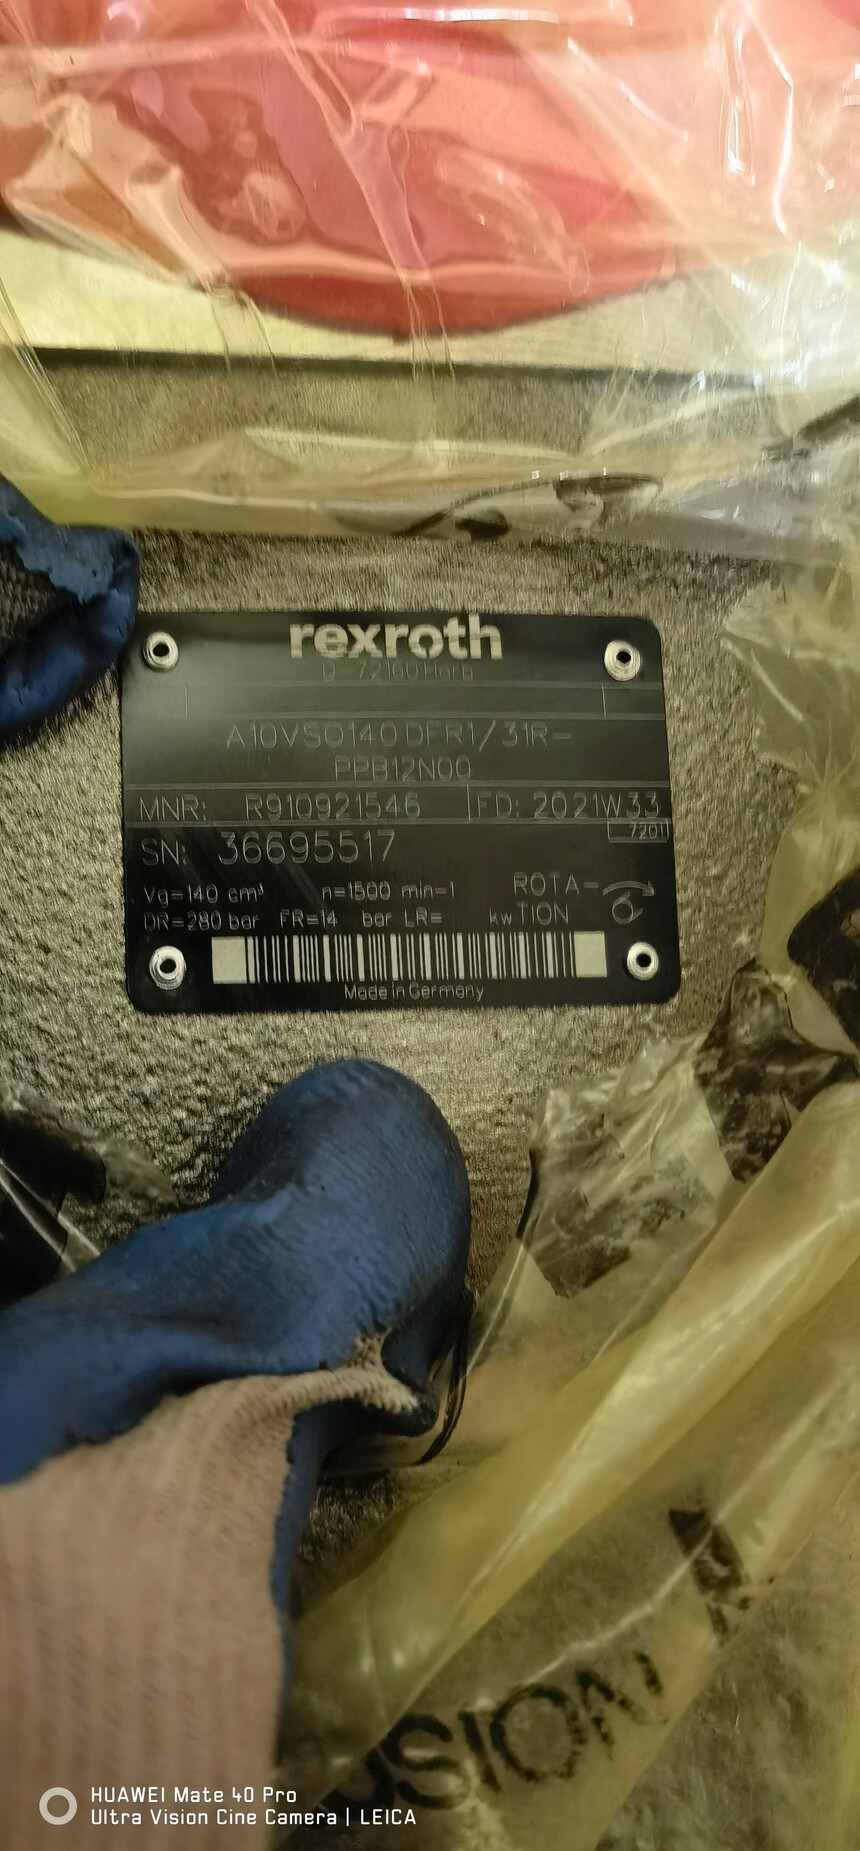 rexroth
D-72160 Horb
A10VSO140DFR1/31R-
PPB12N00
MNR: R910921546 FD: 2021W33
7201
SN: 36695517
Vg=140 cm³ n=1500 min-1 ROTA-
DR=280 bar FR=14 bar LR= kw TION
Made in Germany
HUAWEI Mate 40 Pro
Ultra Vision Cine Camera | LEICA